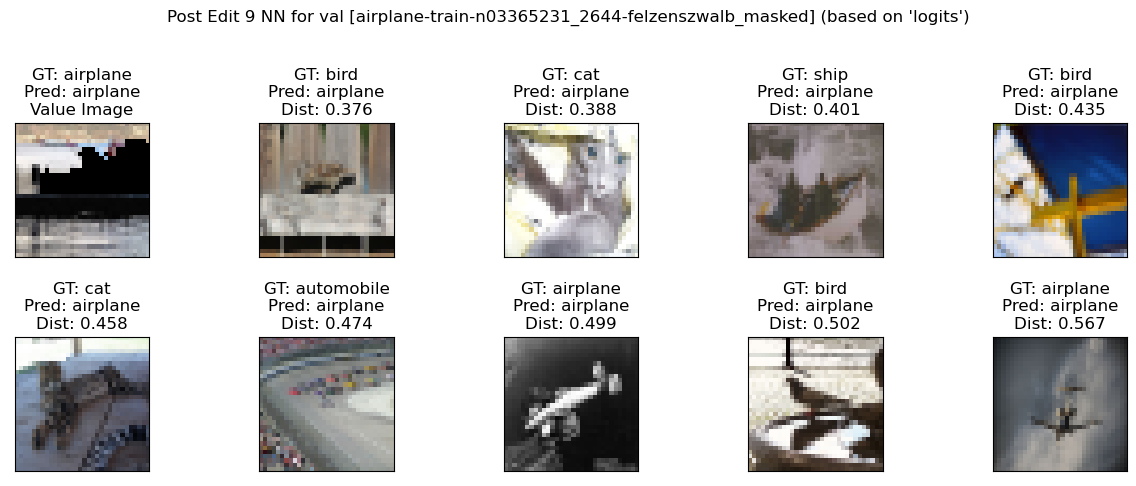 Post Edit 9 NN for val [airplane-train-n03365231_2644-felzenszwalb_masked] (based on 'logits')
GT: airplane
Pred: airplane
Value Image
GT: bird
Pred: airplane
Dist: 0.376
GT: cat
Pred: airplane
Dist: 0.388
GT: ship
Pred: airplane
Dist: 0.401
GT: bird
Pred: airplane
Dist: 0.435
GT: cat
Pred: airplane
Dist: 0.458
GT: automobile
Pred: airplane
Dist: 0.474
GT: airplane
Pred: airplane
Dist: 0.499
GT: bird
Pred: airplane
Dist: 0.502
GT: airplane
Pred: airplane
Dist: 0.567